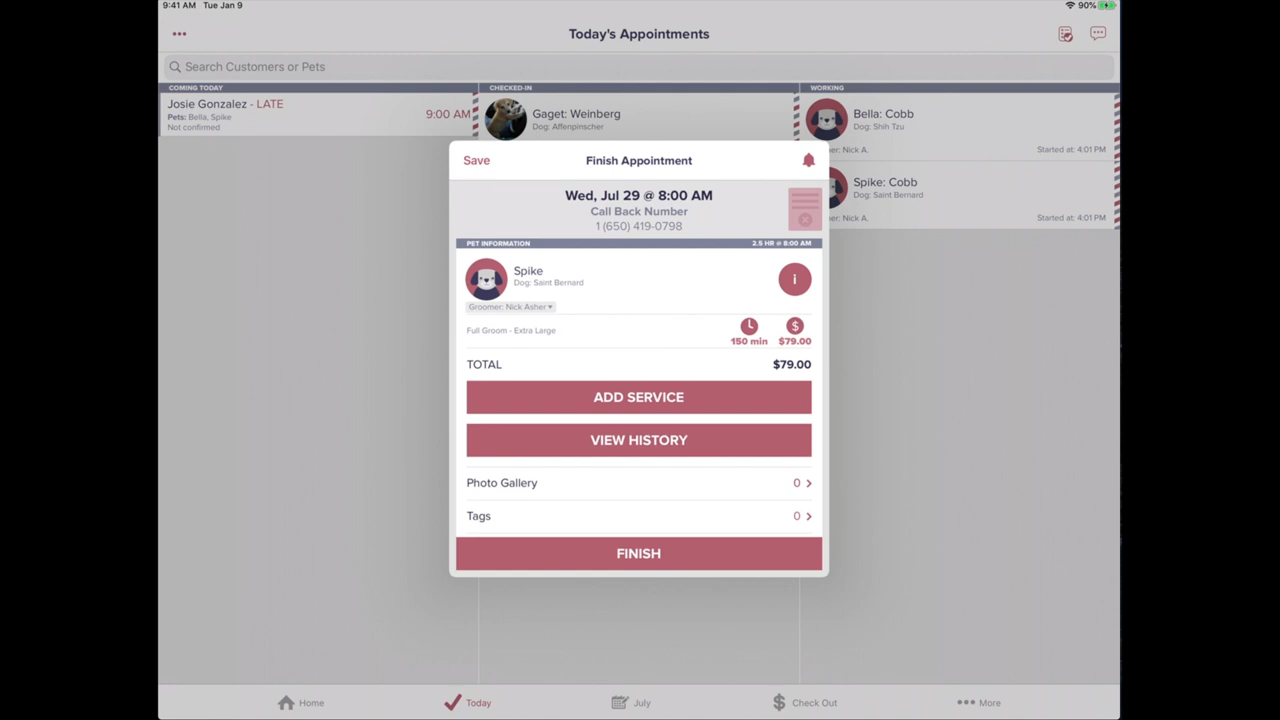 9:41 AM Tue Jan 9
90%
Today's Appointments
Search Customers or Pets
COMING TODAY
Josie Gonzalez - LATE
Pets: Bella, Spike
9:00 AM
Not confirmed
CHECKED-IN
Gaget: Weinberg
Dog: Affenpinscher
WORKING
Bella: Cobb
Dog: Shih Tzu
er: Nick A.
Started at: 4:01 PM
Spike: Cobb
Dog: Saint Bernard
er: Nick A.
Started at: 4:01 PM
Save
Finish Appointment
Wed, Jul 29 @ 8:00 AM
Call Back Number
1 (650) 419-0798
PET INFORMATION
2.5 HR @ 8:00 AM
Spike
Dog: Saint Bernard
i
Groomer: Nick Asher
Full Groom - Extra Large
$
150 min
$79.00
TOTAL
$79.00
ADD SERVICE
VIEW HISTORY
Photo Gallery
0
Tags
0
FINISH
Home
Today
July
$ Check Out
More